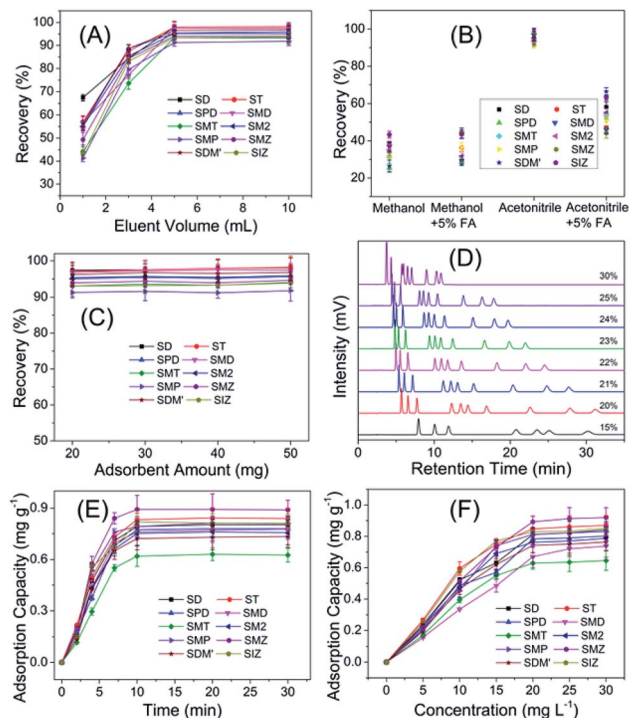 (A)
Recovery (%)
100
90
80
70
60
50
40
30
SD ST
SPD SMD
SMT SM2
SMP SMZ
SDM' SIZ
0 2 4 6 8 10
Eluent Volume (mL)
(B)
Recovery (%)
100
80
60
40
20
SD ST
SPD SMD
SMT SM2
SMP SMZ
SDM' SIZ
Methanol Methanol +5% FA Acetonitrile Acetonitrile +5% FA
(C)
Recovery (%)
100
90
80
70
60
50
SD ST
SPD SMD
SMT SM2
SMP SMZ
SDM' SIZ
20 30 40 50
Adsorbent Amount (mg)
(D)
Intensity (mV)
30%
25%
24%
23%
22%
21%
20%
15%
0 10 20 30
Retention Time (min)
(E)
Adsorption Capacity (mg g-1)
0.9
0.6
0.3
0.0
SD ST
SPD SMD
SMT SM2
SMP SMZ
SDM' SIZ
0 5 10 15 20 25 30
Time (min)
(F)
Adsorption Capacity (mg g-1)
1.0
0.8
0.6
0.4
0.2
0.0
SD ST
SPD SMD
SMT SM2
SMP SMZ
SDM' SIZ
0 5 10 15 20 25 30
Concentration (mg L-1)